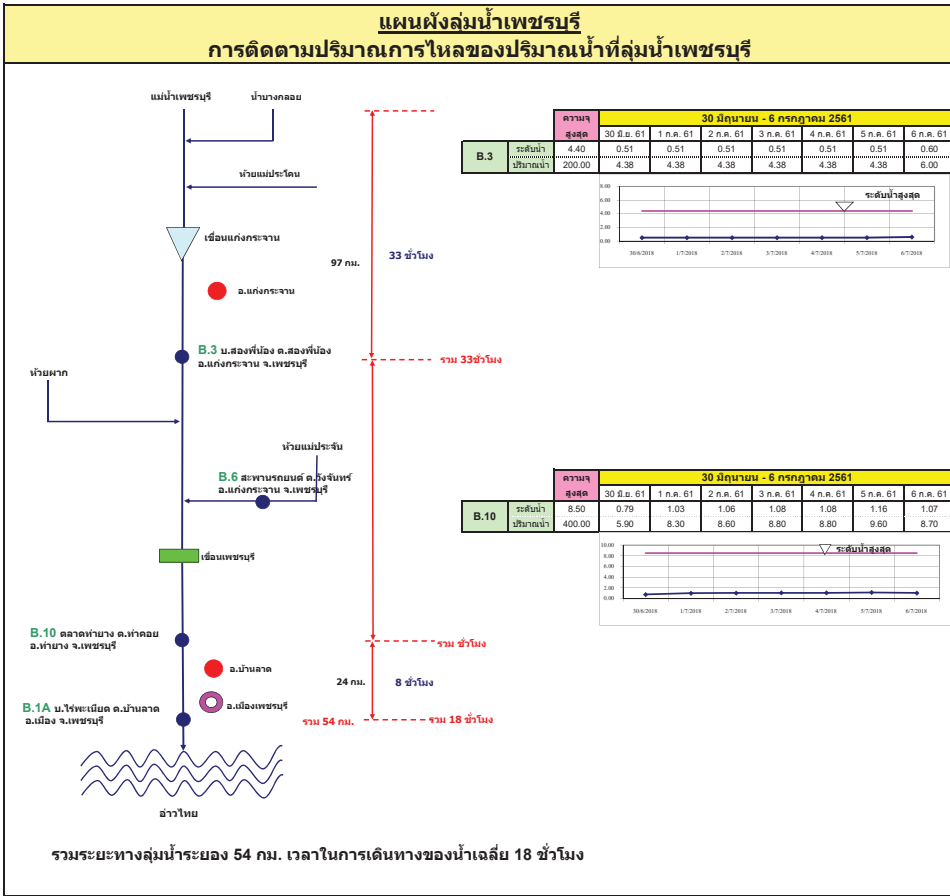 แผนผังลุ่มน้ำเพชรบุรี
การติดตามปริมาณการไหลของปริมาณน้ำที่ลุ่มน้ำเพชรบุรี
แม่น้ำเพชรบุรี น้ำบางกลอย
ห้วยแม่ประโดน
เขื่อนแก่งกระจาน
97 กม. 33 ชั่วโมง
อ.แก่งกระจาน
B.3 บ.สองพี่น้อง ต.สองพี่น้อง
อ.แก่งกระจาน จ.เพชรบุรี
รวม 33ชั่วโมง
ห้วยผาก
ห้วยแม่ประจัน
B.6 สะพานรถยนต์ ต.วังจันทร์
อ.แก่งกระจาน จ.เพชรบุรี
เขื่อนเพชรบุรี
B.10 ตลาดท่ายาง ต.ท่าคอย
อ.ท่ายาง จ.เพชรบุรี
รวม ชั่วโมง
อ.บ้านลาด
24 กม. 8 ชั่วโมง
อ.เมืองเพชรบุรี
B.1A บ.ไร่พะเนียด ต.บ้านลาด
อ.เมือง จ.เพชรบุรี
รวม 54 กม. รวม 18 ชั่วโมง
อ่าวไทย
รวมระยะทางลุ่มน้ำระยอง 54 กม. เวลาในการเดินทางของน้ำเฉลี่ย 18 ชั่วโมง
ความจุ 30 มิถุนายน - 6 กรกฎาคม 2561
สูงสุด 30 มิ.ย. 61 1 ก.ค. 61 2 ก.ค. 61 3 ก.ค. 61 4 ก.ค. 61 5 ก.ค. 61 6 ก.ค. 61
B.3 ระดับน้ำ 4.40 0.51 0.51 0.51 0.51 0.51 0.51 0.60
ปริมาณน้ำ 200.00 4.38 4.38 4.38 4.38 4.38 4.38 6.00
8.00
6.00
4.00
2.00
0.00
ระดับน้ำสูงสุด
30/6/2018 1/7/2018 2/7/2018 3/7/2018 4/7/2018 5/7/2018 6/7/2018
ความจุ 30 มิถุนายน - 6 กรกฎาคม 2561
สูงสุด 30 มิ.ย. 61 1 ก.ค. 61 2 ก.ค. 61 3 ก.ค. 61 4 ก.ค. 61 5 ก.ค. 61 6 ก.ค. 61
B.10 ระดับน้ำ 8.50 0.79 1.03 1.06 1.08 1.08 1.16 1.07
ปริมาณน้ำ 400.00 5.90 8.30 8.60 8.80 8.80 9.60 8.70
10.00
8.00
6.00
4.00
2.00
0.00
ระดับน้ำสูงสุด
30/6/2018 1/7/2018 2/7/2018 3/7/2018 4/7/2018 5/7/2018 6/7/2018